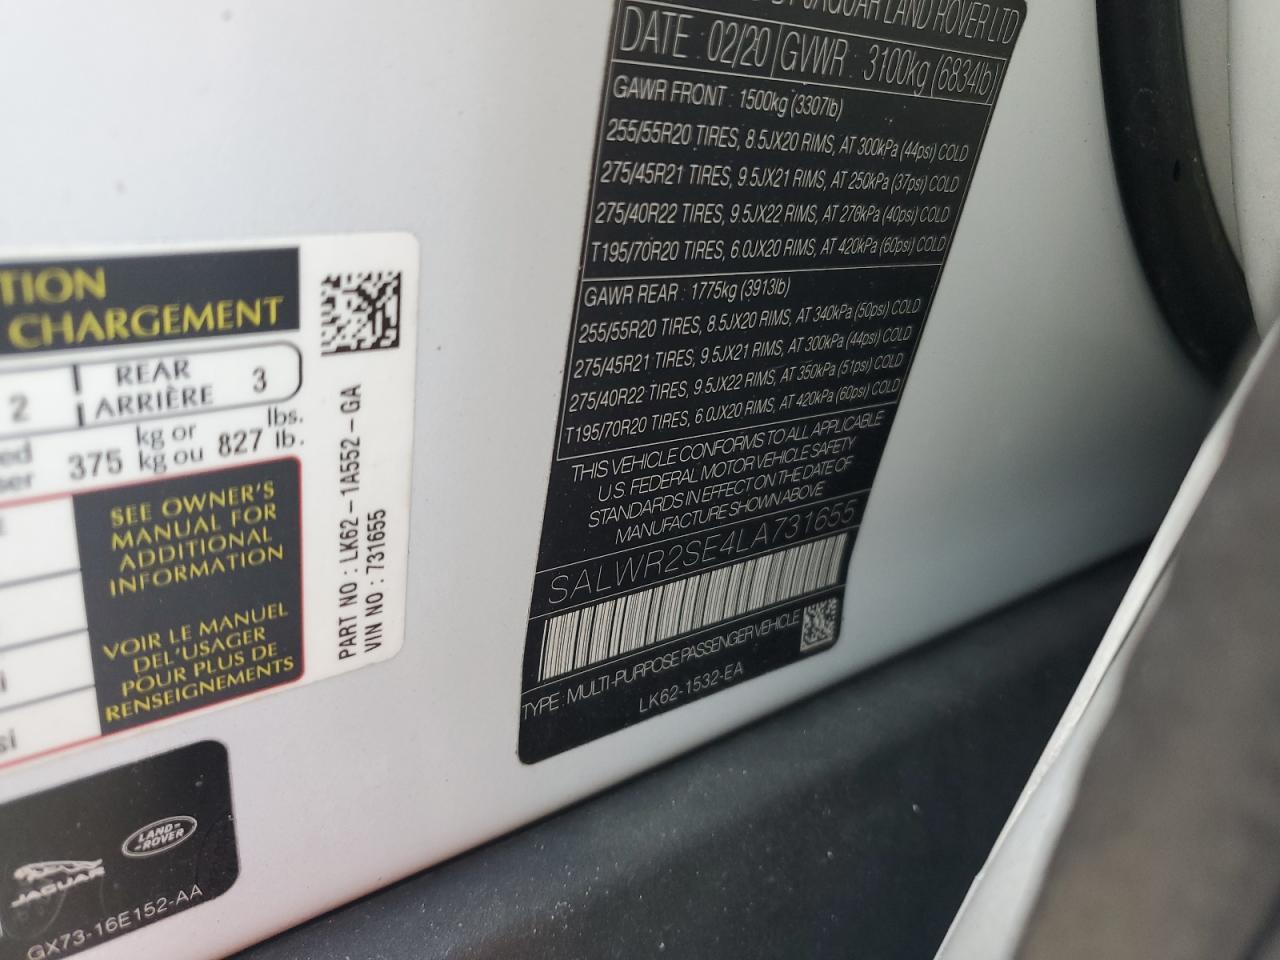 TION
CHARGEMENT
2
REAR
ARRIÈRE
3
375 kg or 827 lbs.
kg ou lb.
SEE OWNER'S
MANUAL FOR
ADDITIONAL
INFORMATION
VOIR LE MANUEL
DEL'USAGER
POUR PLUS DE
RENSEIGNEMENTS
PART NO : LK62-1A552-GA
VIN NO : 731655
JAGUAR
LAND-
-ROVER
GX73-16E152-AA
JAGUAR LAND ROVER LTD
DATE : 02/20 GVWR : 3100kg (6834lb)
GAWR FRONT : 1500kg (3307lb)
255/55R20 TIRES, 8.5JX20 RIMS, AT 300kPa (44psi) COLD
275/45R21 TIRES, 9.5JX21 RIMS, AT 250kPa (37psi) COLD
275/40R22 TIRES, 9.5JX22 RIMS, AT 270kPa (40psi) COLD
T195/70R20 TIRES, 6.0JX20 RIMS, AT 420kPa (60psi) COLD
GAWR REAR : 1775kg (3913lb)
255/55R20 TIRES, 8.5JX20 RIMS, AT 340kPa (50psi) COLD
275/45R21 TIRES, 9.5JX21 RIMS, AT 300kPa (44psi) COLD
275/40R22 TIRES, 9.5JX22 RIMS, AT 350kPa (51psi) COLD
T195/70R20 TIRES, 6.0JX20 RIMS, AT 420kPa (60psi) COLD
THIS VEHICLE CONFORMS TO ALL APPLICABLE
U.S. FEDERAL MOTOR VEHICLE SAFETY
STANDARDS IN EFFECT ON THE DATE OF
MANUFACTURE SHOWN ABOVE
SALWR2SE4LA731655
TYPE : MULTI-PURPOSE PASSENGER VEHICLE
LK62-1532-EA